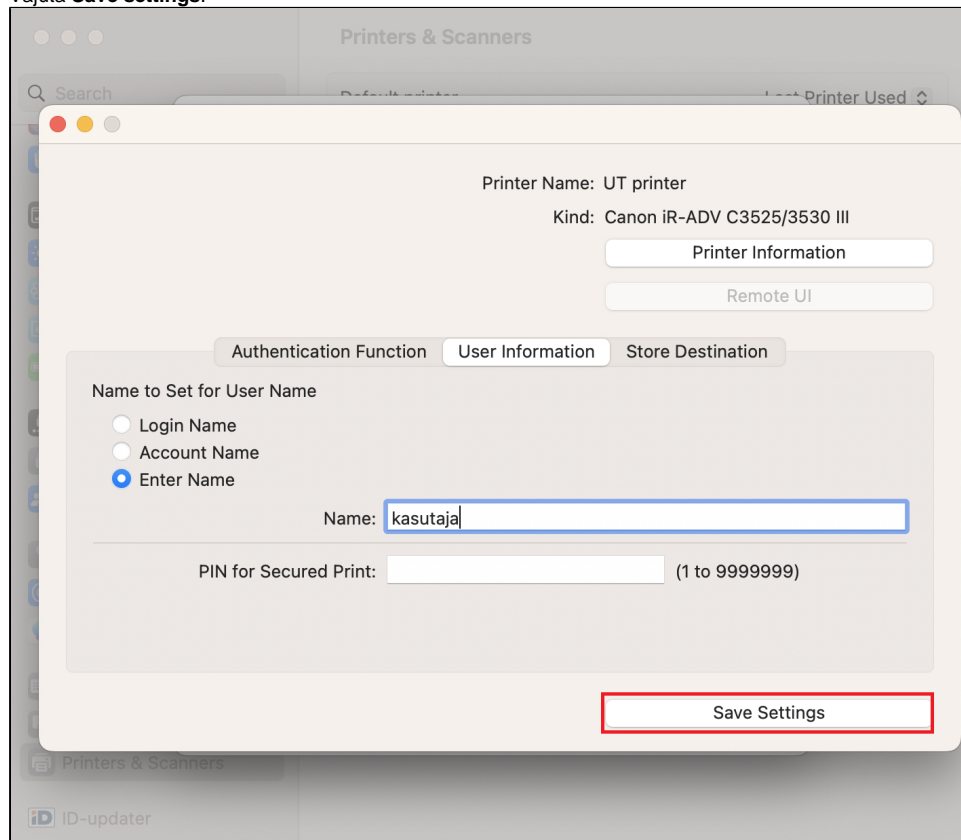 Vajuta Save settings.
Printers & Scanners
Search
Default printer Last Printer Used
Printer Name: UT printer
Kind: Canon iR-ADV C3525/3530 III
Printer Information
Remote UI
Authentication Function User Information Store Destination
Name to Set for User Name
Login Name
Account Name
Enter Name
Name: kasutaja
PIN for Secured Print: (1 to 9999999)
Save Settings
Printers & Scanners
iD ID-updater